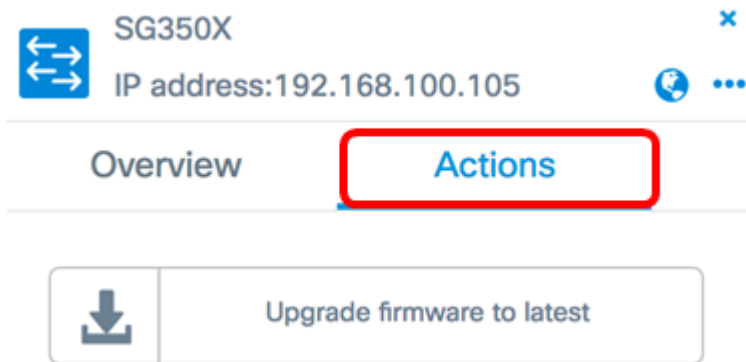 SG350X
IP address:192.168.100.105
Overview Actions
Upgrade firmware to latest